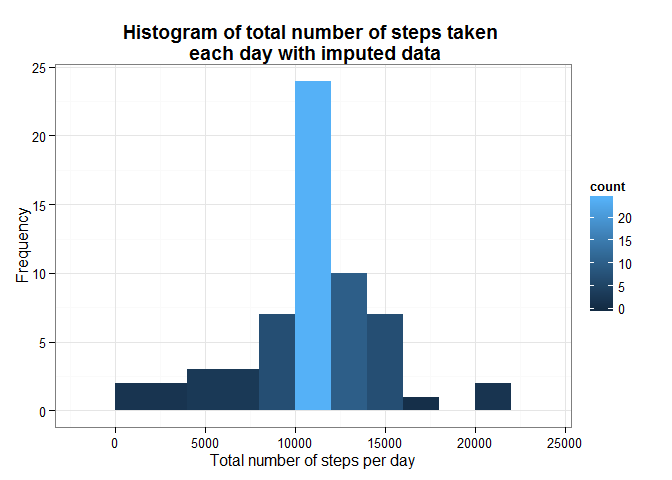 Histogram of total number of steps taken
each day with imputed data
25
20
15
10
5
0
Frequency
0 5000 10000 15000 20000 25000
Total number of steps per day
count
20
15
10
5
0